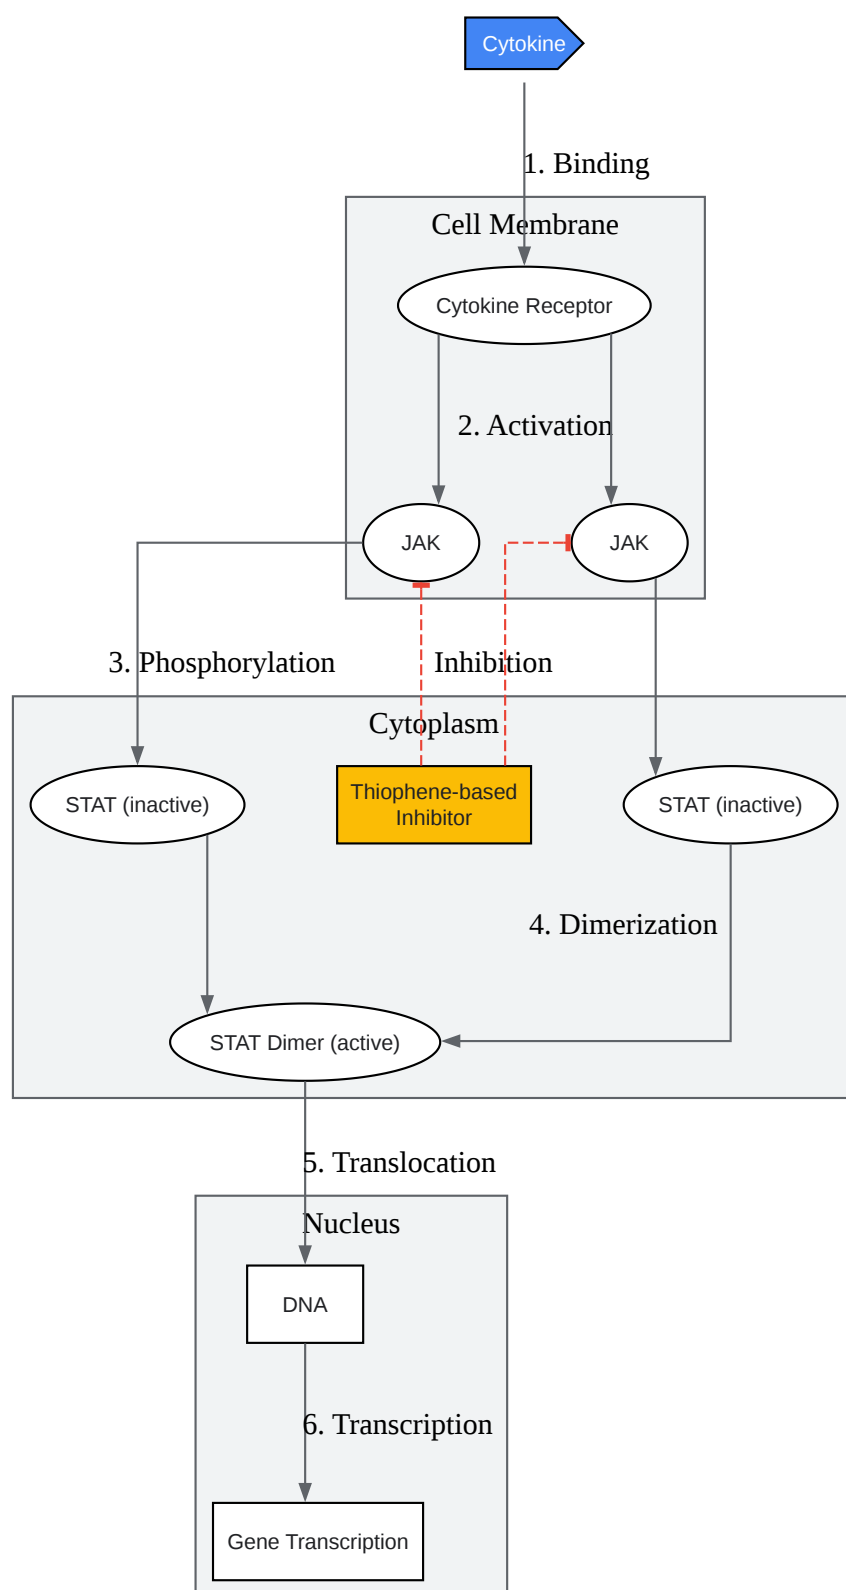 Cytokine
1. Binding
Cell Membrane
Cytokine Receptor
2. Activation
JAK
JAK
3. Phosphorylation
Inhibition
Cytoplasm
STAT (inactive)
Thiophene-based
Inhibitor
STAT (inactive)
4. Dimerization
STAT Dimer (active)
5. Translocation
Nucleus
DNA
6. Transcription
Gene Transcription